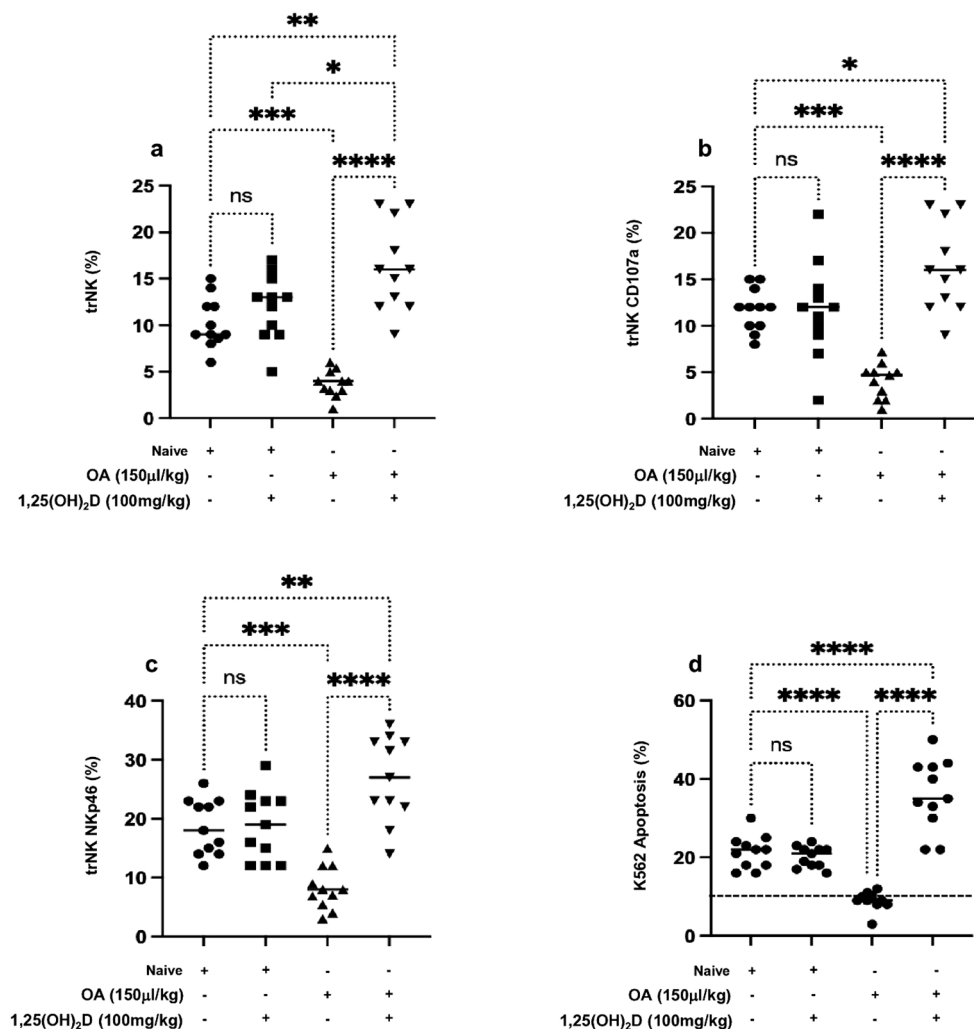 a
**
*
***
****
ns
trNK (%)
25
20
15
10
5
0
Naive + + - -
OA (150µl/kg) - - + +
1,25(OH)₂D (100mg/kg) - + - +
b
*
***
****
ns
trNK CD107a (%)
25
20
15
10
5
0
Naive + + - -
OA (150µl/kg) - - + +
1,25(OH)₂D (100mg/kg) - + - +
c
**
***
****
ns
trNK NKp46 (%)
40
30
20
10
0
Naive + + - -
OA (150µl/kg) - - + +
1,25(OH)₂D (100mg/kg) - + - +
d
****
**** ****
ns
K562 Apoptosis (%)
60
40
20
0
Naive + + - -
OA (150µl/kg) - - + +
1,25(OH)₂D (100mg/kg) - + - +